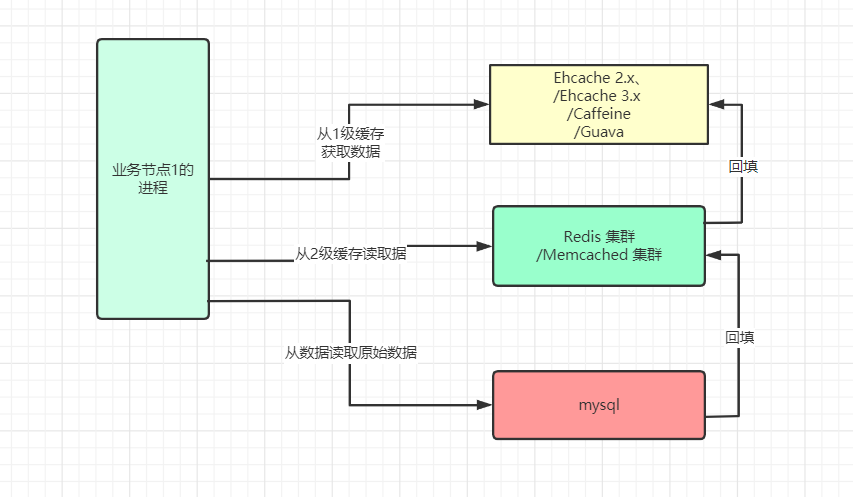 业务节点1的
进程
从1级缓存
获取数据
Ehcache 2.x、
/Ehcache 3.x
/Caffeine
/Guava
回填
从2级缓存读取据
Redis 集群
/Memcached 集群
回填
从数据读取原始数据
mysql